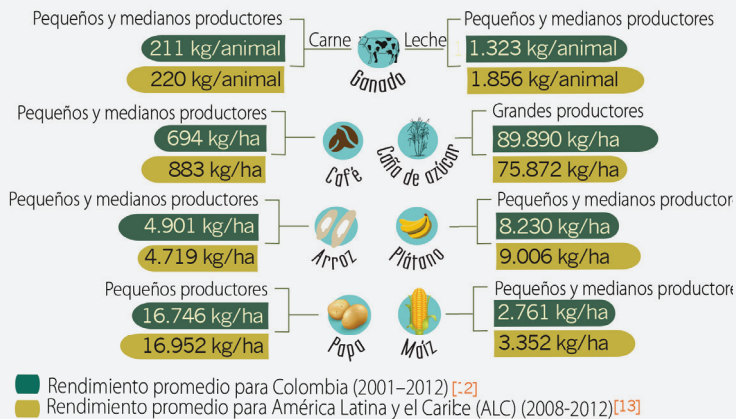 Pequeños y medianos productores
211 kg/animal
220 kg/animal
Carne
Ganado
Leche
Pequeños y medianos productores
1.323 kg/animal
1.856 kg/animal
Pequeños y medianos productores
694 kg/ha
883 kg/ha
Café
Caña de azúcar
Grandes productores
89.890 kg/ha
75.872 kg/ha
Pequeños y medianos productores
4.901 kg/ha
4.719 kg/ha
Arroz
Plátano
Pequeños y medianos productor
8.230 kg/ha
9.006 kg/ha
Pequeños productores
16.746 kg/ha
16.952 kg/ha
Papa
Maíz
Pequeños y medianos productore
2.761 kg/ha
3.352 kg/ha
Rendimiento promedio para Colombia (2001–2012) [12]
Rendimiento promedio para América Latina y el Caribe (ALC) (2008-2012)[13]